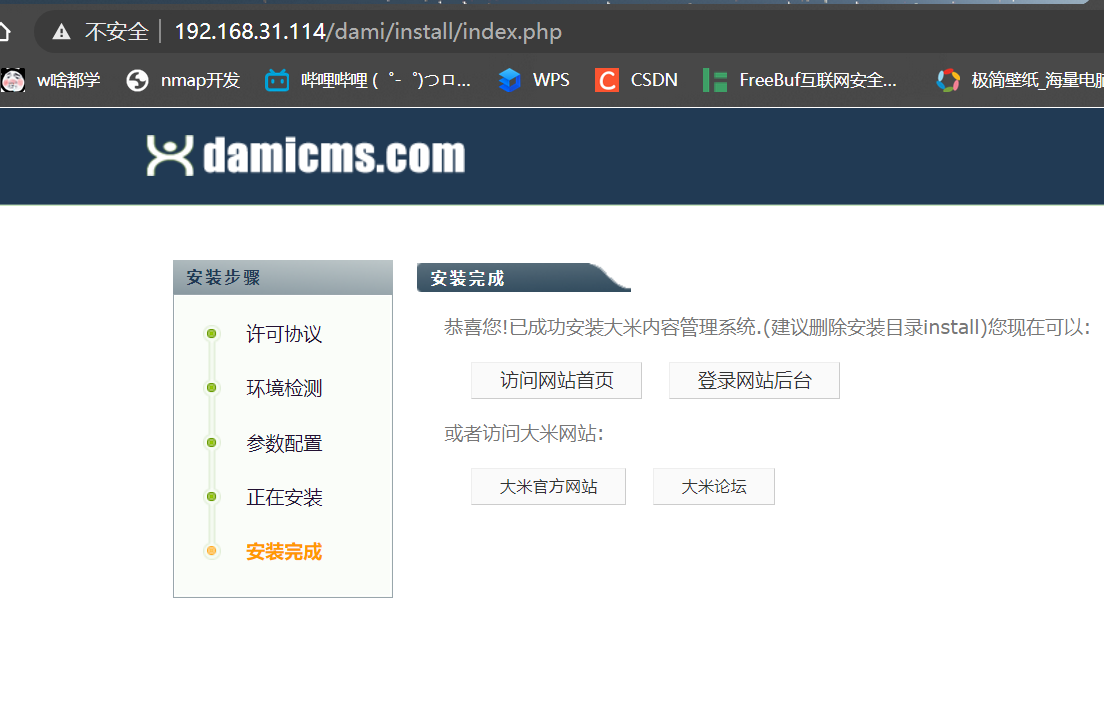 不安全 192.168.31.114/dami/install/index.php
w啥都学 nmap开发 哔哩哔哩 ( ゜- ゜)つロ... WPS CSDN FreeBuf互联网安全... 极简壁纸_海量电脑
damicms.com
安装步骤
许可协议
环境检测
参数配置
正在安装
安装完成
安装完成
恭喜您!已成功安装大米内容管理系统.(建议删除安装目录install)您现在可以:
访问网站首页 登录网站后台
或者访问大米网站:
大米官方网站 大米论坛